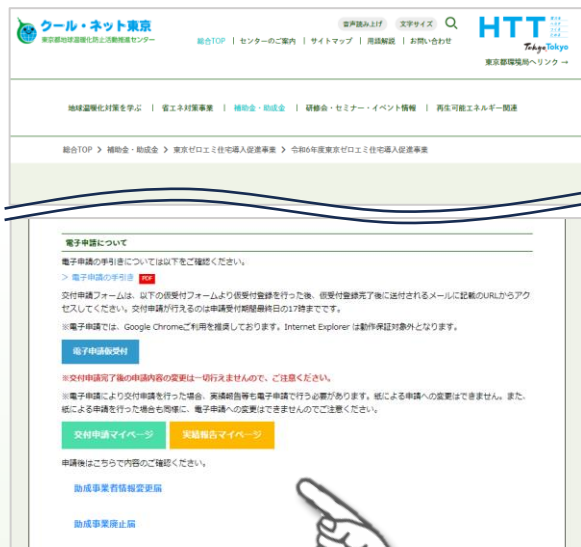 クール・ネット東京
東京都地球温暖化防止活動推進センター
音声読み上げ 文字サイズ
総合TOP | センターのご案内 | サイトマップ | 用語解説 | お問い合わせ
HTT
Tokyo Tokyo
東京都環境局へリンク →
地球温暖化対策を学ぶ | 省エネ対策事業 | 補助金・助成金 | 研修会・セミナー・イベント情報 | 再生可能エネルギー関連
総合TOP > 補助金・助成金 > 東京ゼロエミ住宅導入促進事業 > 令和6年度東京ゼロエミ住宅導入促進事業
電子申請について
電子申請の手引きについては以下をご確認ください。
> 電子申請の手引き PDF
交付申請フォームは、以下の仮受付フォームより仮受付登録を行った後、仮受付登録完了後に送付されるメールに記載のURLからアク
セスしてください。交付申請が行えるのは申請受付期間最終日の17時までです。
※電子申請では、Google Chromeご利用を推奨しております。Internet Explorer は動作保証対象外となります。
電子申請仮受付
※交付申請完了後の申請内容の変更は一切行えませんので、ご注意ください。
※電子申請により交付申請を行った場合、実績報告等も電子申請で行う必要があります。紙による申請への変更はできません。また、
紙による申請を行った場合も同様に、電子申請への変更はできませんのでご注意ください。
交付申請マイページ 実績報告マイページ
申請後はこちらで内容のご確認ください。
助成事業者情報変更届
助成事業廃止届